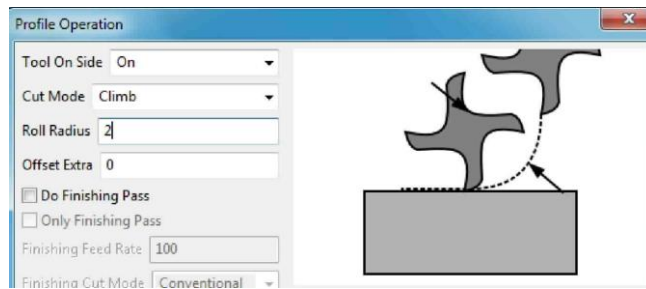 Profile Operation
Tool On Side On
Cut Mode Climb
Roll Radius 2
Offset Extra 0
Do Finishing Pass
Only Finishing Pass
Finishing Feed Rate 100
Finishing Cut Mode Conventional